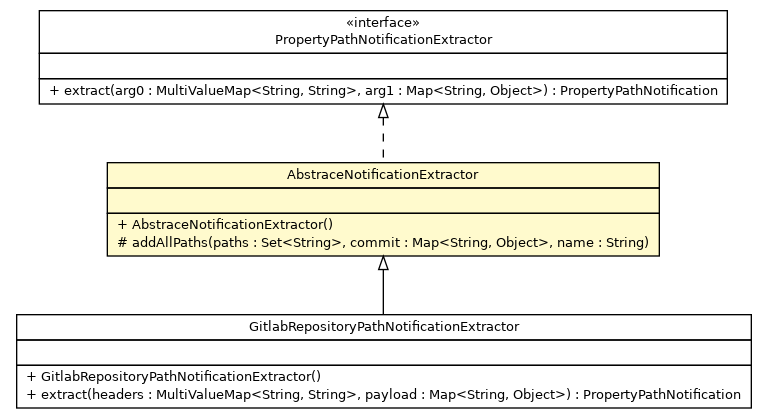 «interface»
PropertyPathNotificationExtractor
+ extract(arg0 : MultiValueMap<String, String>, arg1 : Map<String, Object>) : PropertyPathNotification
AbstraceNotificationExtractor
+ AbstraceNotificationExtractor()
# addAllPaths(paths : Set<String>, commit : Map<String, Object>, name : String)
GitlabRepositoryPathNotificationExtractor
+ GitlabRepositoryPathNotificationExtractor()
+ extract(headers : MultiValueMap<String, String>, payload : Map<String, Object>) : PropertyPathNotification